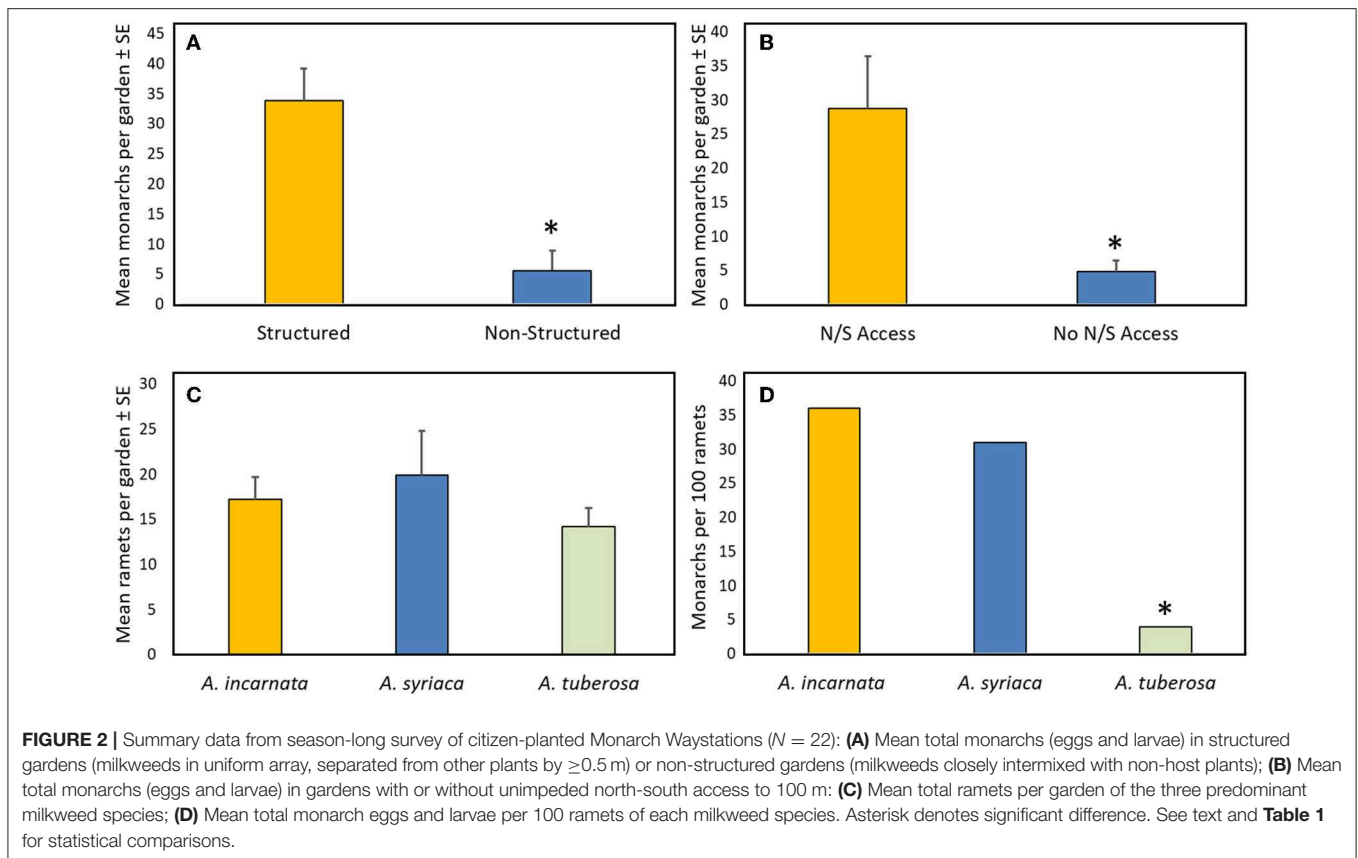 A
Mean monarchs per garden ± SE
45
40
35
30
25
20
15
10
5
0
*
Structured
Non-Structured
B
Mean monarchs per garden ± SE
40
35
30
25
20
15
10
5
0
*
N/S Access
No N/S Access
C
Mean ramets per garden ± SE
30
25
20
15
10
5
0
A. incarnata
A. syriaca
A. tuberosa
D
Monarchs per 100 ramets
40
35
30
25
20
15
10
5
0
*
A. incarnata
A. syriaca
A. tuberosa
FIGURE 2 | Summary data from season-long survey of citizen-planted Monarch Waystations (N = 22): (A) Mean total monarchs (eggs and larvae) in structured
gardens (milkweeds in uniform array, separated from other plants by ≥0.5 m) or non-structured gardens (milkweeds closely intermixed with non-host plants); (B) Mean
total monarchs (eggs and larvae) in gardens with or without unimpeded north-south access to 100 m: (C) Mean total ramets per garden of the three predominant
milkweed species; (D) Mean total monarch eggs and larvae per 100 ramets of each milkweed species. Asterisk denotes significant difference. See text and Table 1
for statistical comparisons.